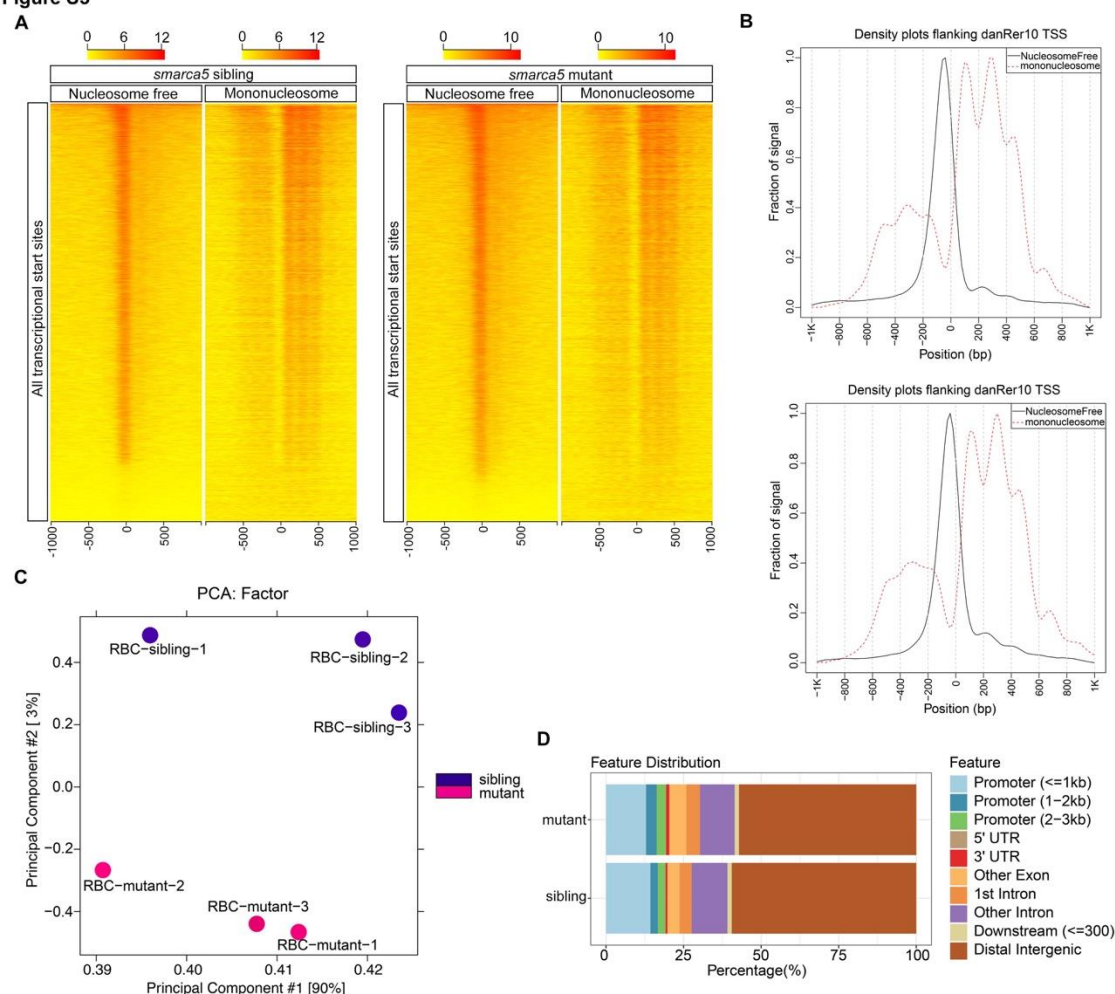 Figure S5
A
0 6 12
0 6 12
smarca5 sibling
Nucleosome free Mononucleosome
All transcriptional start sites
-1000 -500 0 500 -1000 -500 0 500 1000
0 10
0 10
smarca5 mutant
Nucleosome free Mononucleosome
All transcriptional start sites
-1000 -500 0 500 -1000 -500 0 500 1000
B
Density plots flanking danRer10 TSS
NucleosomeFree
mononucleosome
Fraction of signal
0.0 0.2 0.4 0.6 0.8 1.0
−1K −800 −600 −400 −200 0 200 400 600 800 1K
Position (bp)
Density plots flanking danRer10 TSS
NucleosomeFree
mononucleosome
Fraction of signal
0.0 0.2 0.4 0.6 0.8 1.0
−1K −800 −600 −400 −200 0 200 400 600 800 1K
Position (bp)
C
PCA: Factor
Principal Component #2 [ 3%]
0.4
0.2
0.0
−0.2
−0.4
RBC−sibling−1
RBC−sibling−2
RBC−sibling−3
RBC−mutant−2
RBC−mutant−3
RBC−mutant−1
0.39 0.40 0.41 0.42
Principal Component #1 [90%]
sibling
mutant
D
Feature Distribution
mutant
sibling
0 25 50 75 100
Percentage(%)
Feature
Promoter (<=1kb)
Promoter (1−2kb)
Promoter (2−3kb)
5' UTR
3' UTR
Other Exon
1st Intron
Other Intron
Downstream (<=300)
Distal Intergenic